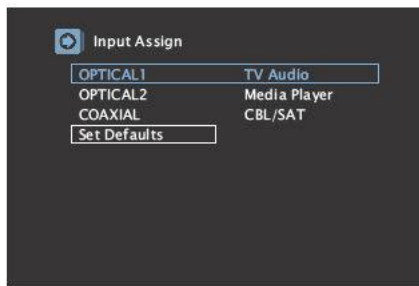 Input Assign
OPTICAL1 TV Audio
OPTICAL2 Media Player
COAXIAL CBL/SAT
Set Defaults